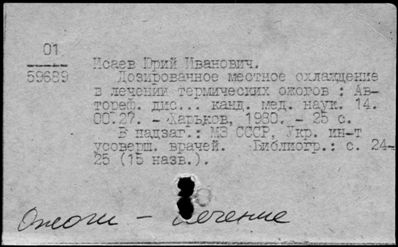 01
59689
Исаев Юрий Иванович.
Дозированное местное охлаждение
в лечении термических ожогов : Ав-
тореф. дис... канд. мед. наук. 14.
00.27. - Харьков, 1980. - 25 с.
В надзаг.: МЗ СССР, Укр. ин-т
усоверш. врачей. Библиогр.: с. 24-
25 (15 назв.).
Ожоги - лечение